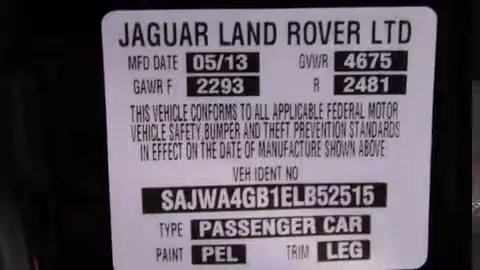 JAGUAR LAND ROVER LTD
MFD DATE 05/13 GVWR 4675
GAWR F 2293 R 2481
THIS VEHICLE CONFORMS TO ALL APPLICABLE FEDERAL MOTOR
VEHICLE SAFETY, BUMPER AND THEFT PREVENTION STANDARDS
IN EFFECT ON THE DATE OF MANUFACTURE SHOWN ABOVE
VEH IDENT NO
SAJWA4GB1ELB52515
TYPE PASSENGER CAR
PAINT PEL TRIM LEG